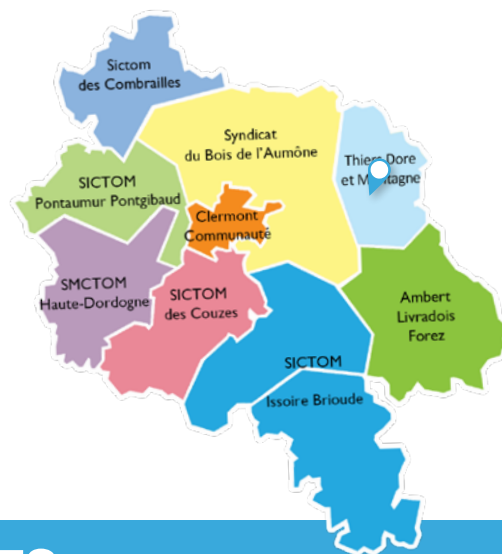 Sictom
des Combrailles
Syndicat
du Bois de l'Aumône
Thiers Dore
et Montagne
SICTOM
Pontaumur Pontgibaud
Clermont
Communauté
SMCTOM
Haute-Dordogne
SICTOM
des Couzes
Ambert
Livradois
Forez
SICTOM
Issoire Brioude